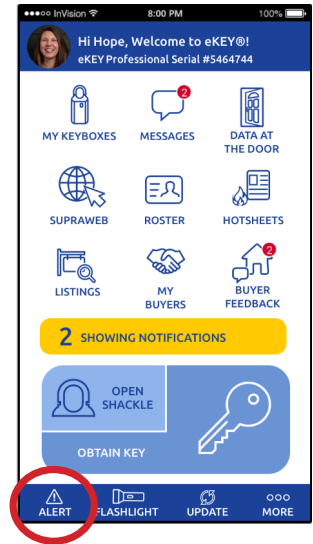 InVision 8:00 PM 100%
Hi Hope, Welcome to eKEY®!
eKEY Professional Serial #5464744
2
MY KEYBOXES MESSAGES DATA AT
THE DOOR
SUPRAWEB ROSTER HOTSHEETS
2
LISTINGS MY
BUYERS BUYER
FEEDBACK
2 SHOWING NOTIFICATIONS
OPEN
SHACKLE
OBTAIN KEY
ALERT FLASHLIGHT UPDATE MORE